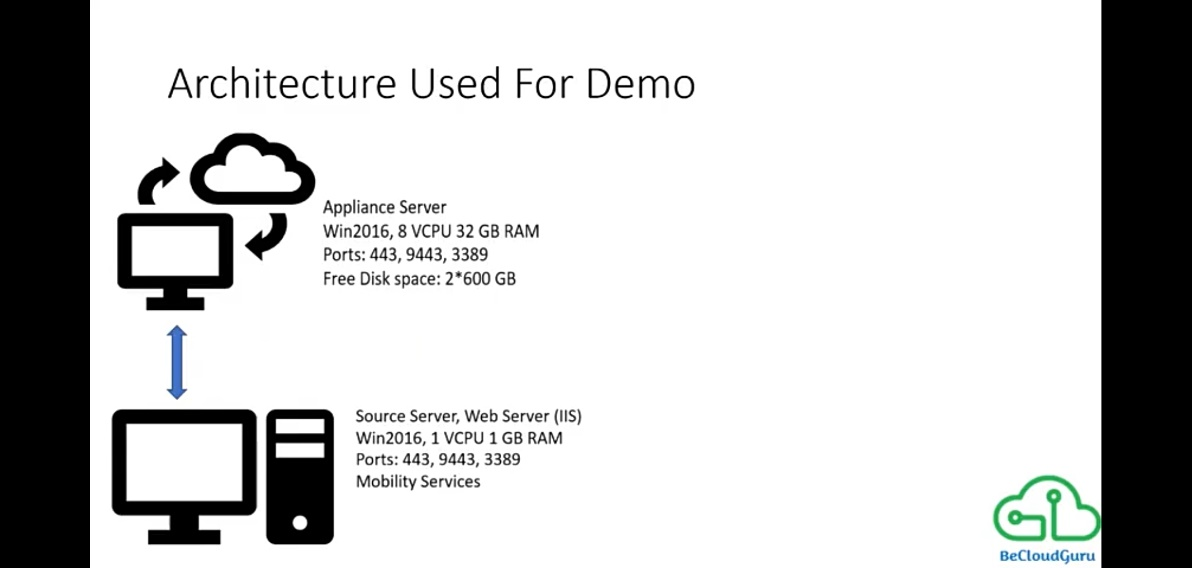 Architecture Used For Demo
Appliance Server
Win2016, 8 VCPU 32 GB RAM
Ports: 443, 9443, 3389
Free Disk space: 2*600 GB
Source Server, Web Server (IIS)
Win2016, 1 VCPU 1 GB RAM
Ports: 443, 9443, 3389
Mobility Services
BeCloudGuru